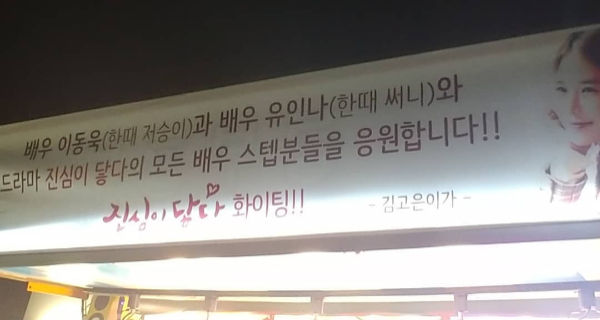 배우 이동욱(한때 저승이)과 배우 유인나(한때 써니)와
드라마 진심이 닿다의 모든 배우 스텝분들을 응원합니다!!
진심이 닿다 화이팅!! - 김고은이가 -